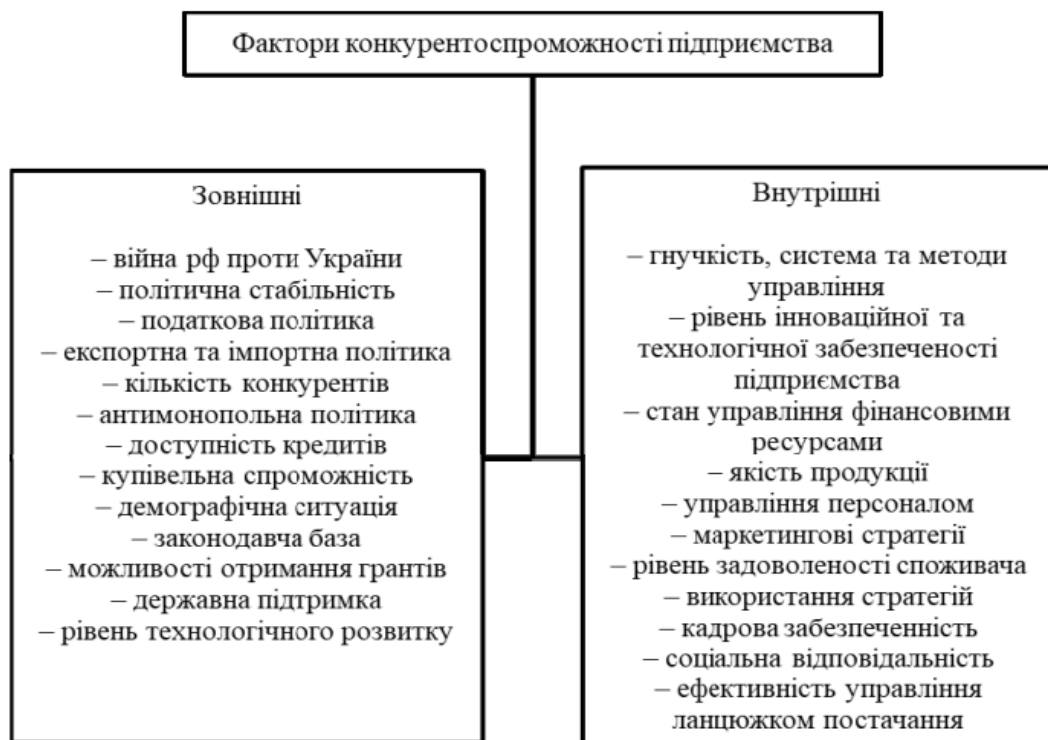 Фактори конкурентоспроможності підприємства
Зовнішні
– війна рф проти України
– політична стабільність
– податкова політика
– експортна та імпортна політика
– кількість конкурентів
– антимонопольна політика
– доступність кредитів
– купівельна спроможність
– демографічна ситуація
– законодавча база
– можливості отримання грантів
– державна підтримка
– рівень технологічного розвитку
Внутрішні
– гнучкість, система та методи
управління
– рівень інноваційної та
технологічної забезпеченості
підприємства
– стан управління фінансовими
ресурсами
– якість продукції
– управління персоналом
– маркетингові стратегії
– рівень задоволеності споживача
– використання стратегій
– кадрова забезпеченність
– соціальна відповідальність
– ефективність управління
ланцюжком постачання